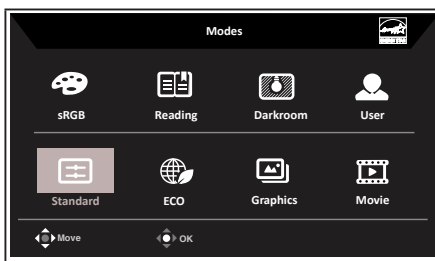 Modes
sRGB Reading Darkroom User
Standard ECO Graphics Movie
Move OK